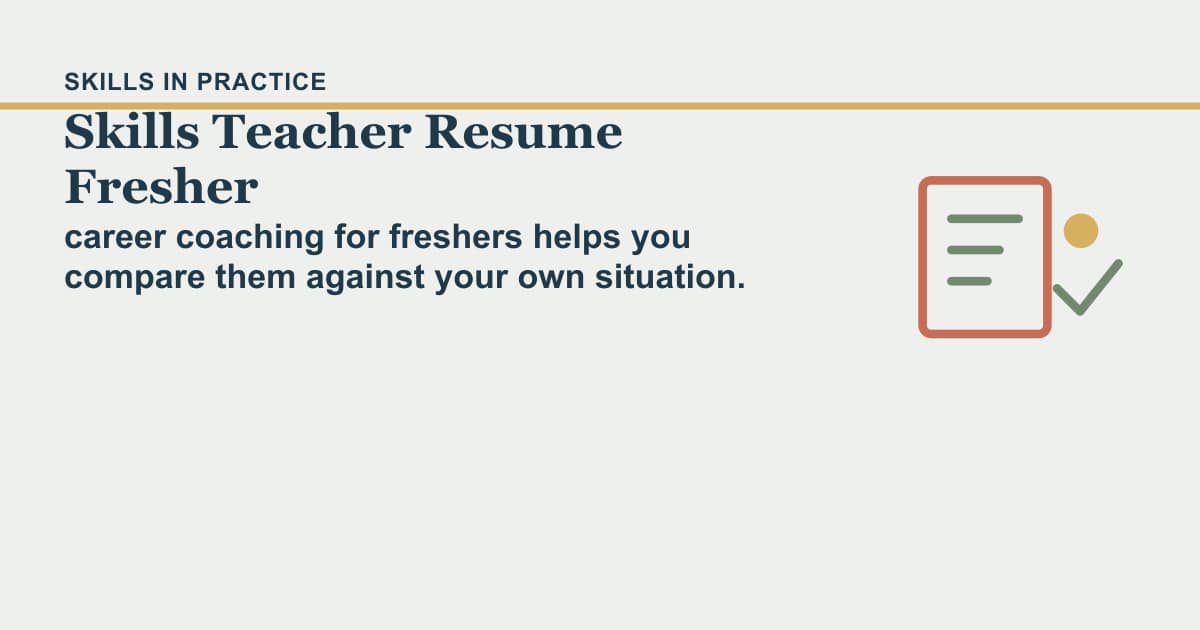 SKILLS IN PRACTICE
Skills Teacher Resume
Fresher
career coaching for freshers helps you
compare them against your own situation.